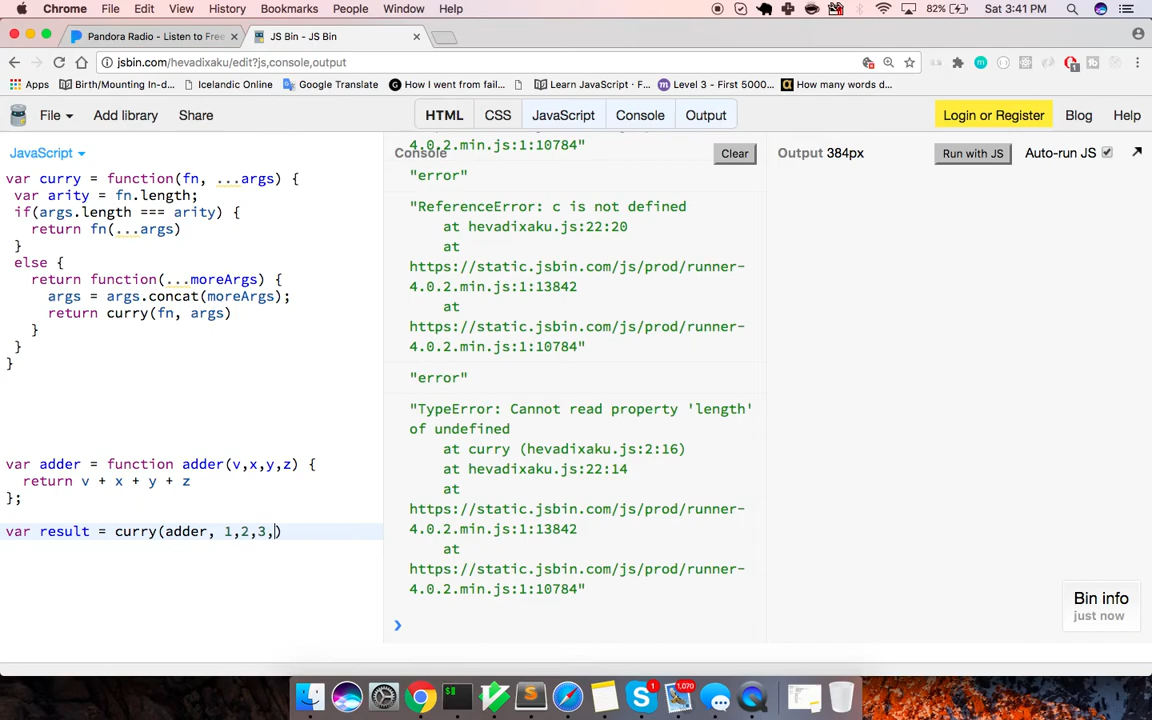 Chrome File Edit View History Bookmarks People Window Help 82% Sat 3:41 PM
Pandora Radio - Listen to Free × JS Bin - JS Bin ×
jsbin.com/hevadixaku/edit?js,console,output
Apps Birth/Mounting In-d... Icelandic Online Google Translate How I went from fail... Learn JavaScript · F... Level 3 - First 5000... How many words d...
File Add library Share HTML CSS JavaScript Console Output Login or Register Blog Help
JavaScript
var curry = function(fn, ...args) {
var arity = fn.length;
if(args.length === arity) {
return fn(...args)
}
else {
return function(...moreArgs) {
args = args.concat(moreArgs);
return curry(fn, args)
}
}
}
var adder = function adder(v,x,y,z) {
return v + x + y + z
};
var result = curry(adder, 1,2,3,)
Console Clear
4.0.2.min.js:1:10784"
"error"
"ReferenceError: c is not defined
at hevadixaku.js:22:20
at
https://static.jsbin.com/js/prod/runner-
4.0.2.min.js:1:13842
at
https://static.jsbin.com/js/prod/runner-
4.0.2.min.js:1:10784"
"error"
"TypeError: Cannot read property 'length'
of undefined
at curry (hevadixaku.js:2:16)
at hevadixaku.js:22:14
at
https://static.jsbin.com/js/prod/runner-
4.0.2.min.js:1:13842
at
https://static.jsbin.com/js/prod/runner-
4.0.2.min.js:1:10784"
Output 384px Run with JS Auto-run JS
Bin info
just now
1
1,070